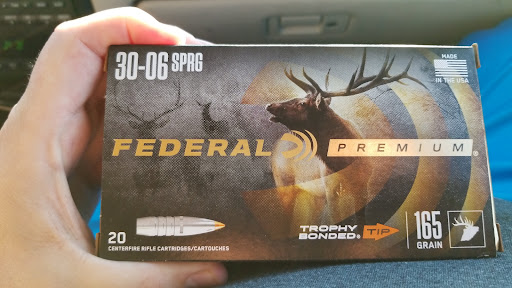 30-06 SPRG
MADE
IN THE USA
FEDERAL PREMIUM®
20
CENTERFIRE RIFLE CARTRIDGES/CARTOUCHES
TROPHY
BONDED® TIP
165
GRAIN